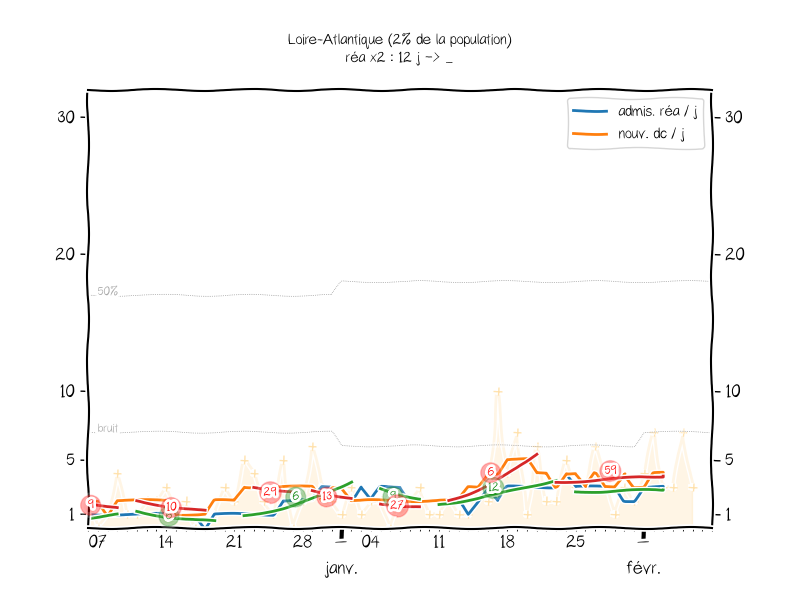 Loire-Atlantique (2% de la population)
réa x2 : 12 j -> _
admis. réa / j
nouv. dc / j
30 30
20 20
50%
10 10
bruit
5 5
1 1
9 10 29 6 13 27 6 12 59
07 14 21 28 1 04 11 18 25 1
janv. févr.